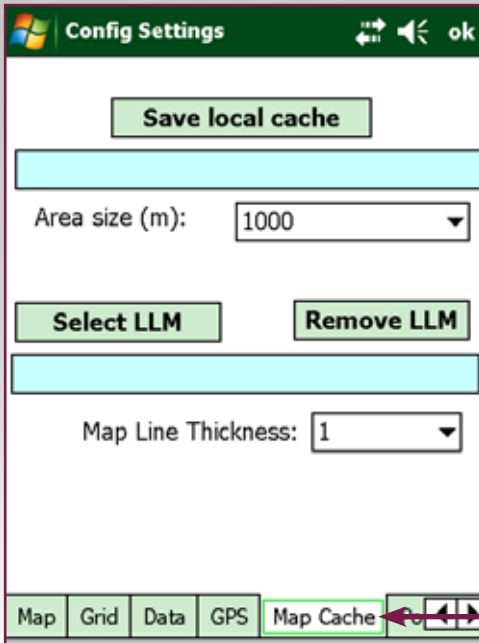 Config Settings ok
Save local cache
Area size (m): 1000
Select LLM Remove LLM
Map Line Thickness: 1
Map Grid Data GPS Map Cache